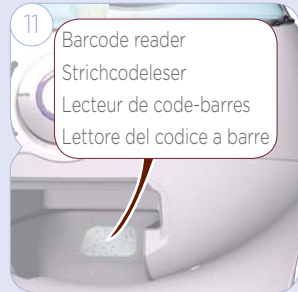 11
Barcode reader
Strichcodeleser
Lecteur de code-barres
Lettore del codice a barre